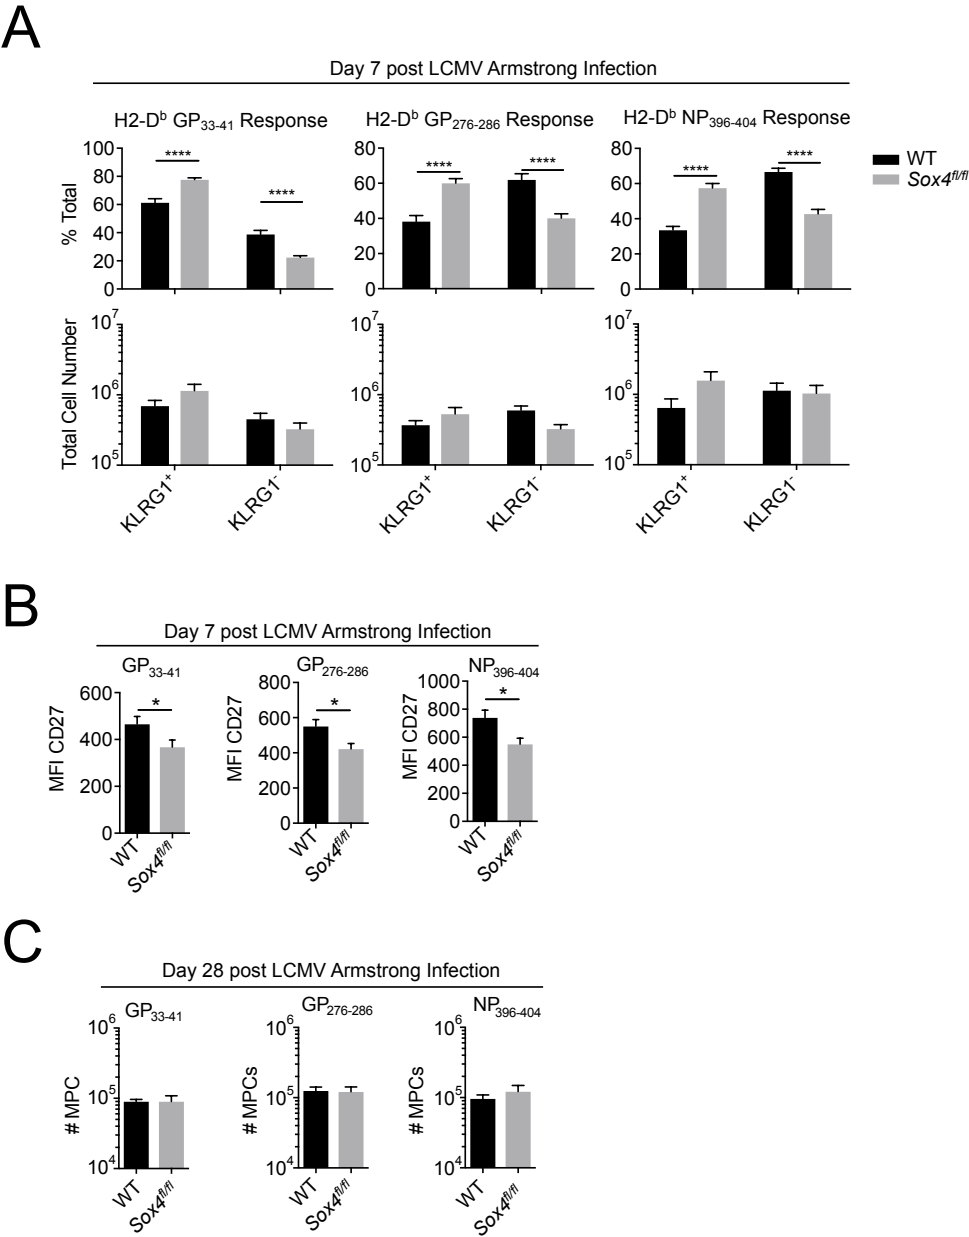 A
Day 7 post LCMV Armstrong Infection
H2-Dᵇ GP₃₃₋₄₁ Response
H2-Dᵇ GP₂₇₆₋₂₈₆ Response
H2-Dᵇ NP₃₉₆₋₄₀₄ Response
WT
Sox4ᶠˡ/ᶠˡ
% Total
100
80
60
40
20
0
****
****
80
60
40
20
0
****
****
80
60
40
20
0
****
****
Total Cell Number
10⁷
10⁶
10⁵
KLRG1⁺
KLRG1⁻
10⁷
10⁶
10⁵
KLRG1⁺
KLRG1⁻
10⁷
10⁶
10⁵
KLRG1⁺
KLRG1⁻
B
Day 7 post LCMV Armstrong Infection
GP₃₃₋₄₁
MFI CD27
600
400
200
0
*
WT
Sox4ᶠˡ/ᶠˡ
GP₂₇₆₋₂₈₆
MFI CD27
800
600
400
200
0
*
WT
Sox4ᶠˡ/ᶠˡ
NP₃₉₆₋₄₀₄
MFI CD27
1000
800
600
400
200
0
*
WT
Sox4ᶠˡ/ᶠˡ
C
Day 28 post LCMV Armstrong Infection
GP₃₃₋₄₁
# MPC
10⁶
10⁵
10⁴
WT
Sox4ᶠˡ/ᶠˡ
GP₂₇₆₋₂₈₆
# MPCs
10⁶
10⁵
10⁴
WT
Sox4ᶠˡ/ᶠˡ
NP₃₉₆₋₄₀₄
# MPCs
10⁶
10⁵
10⁴
WT
Sox4ᶠˡ/ᶠˡ